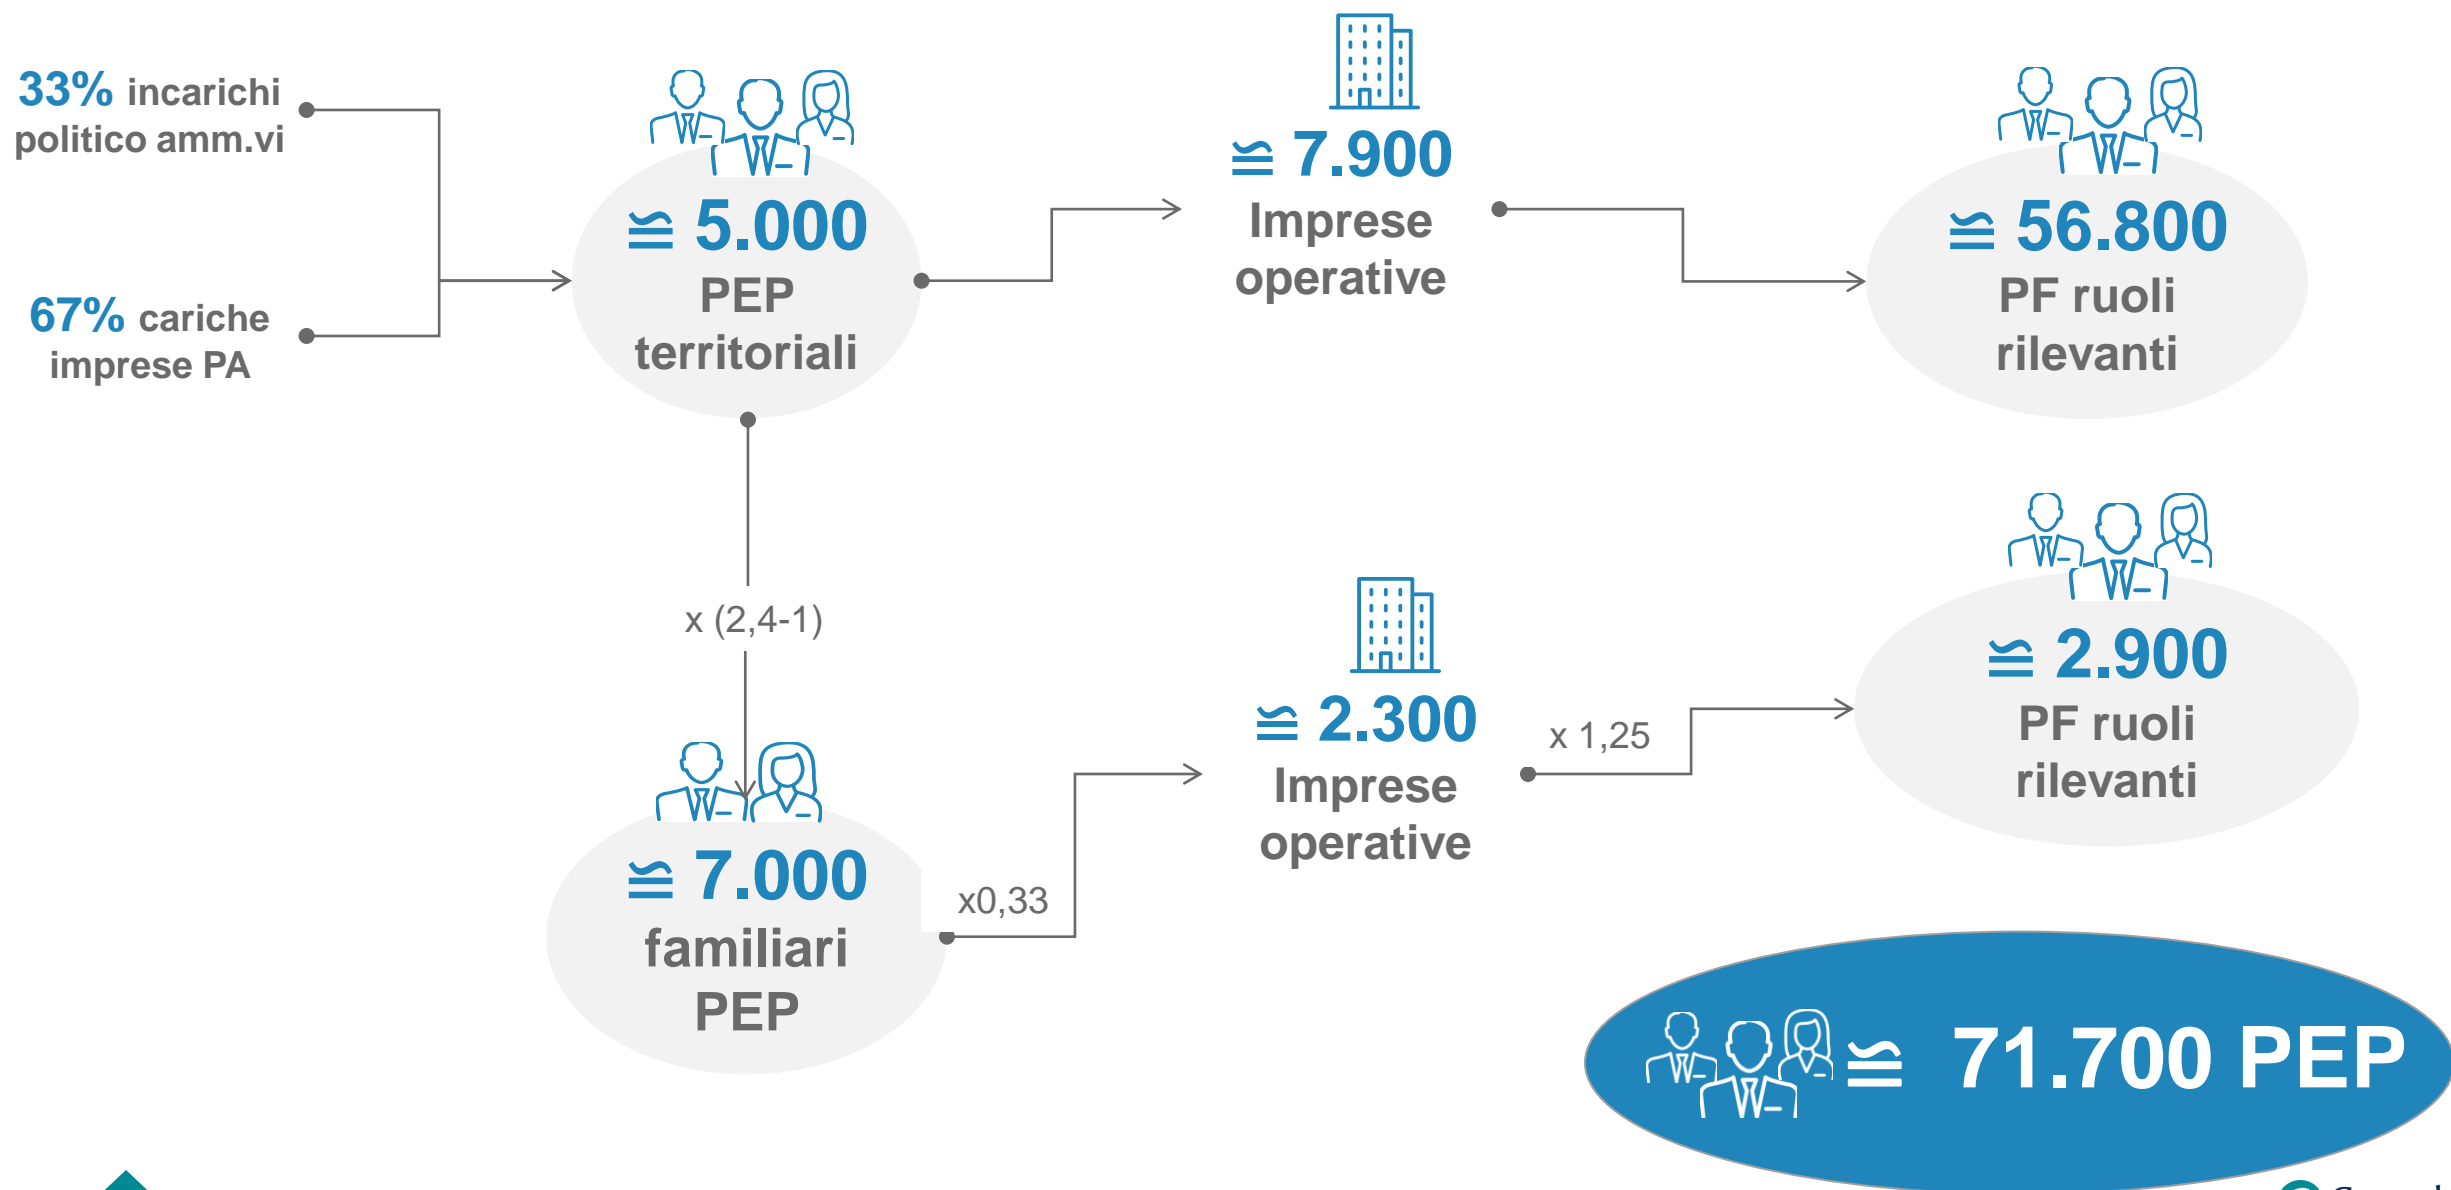 33% incarichi
politico amm.vi
67% cariche
imprese PA
≌ 5.000
PEP
territoriali
≌ 7.900
Imprese
operative
≌ 56.800
PF ruoli
rilevanti
x (2,4-1)
≌ 7.000
familiari
PEP
x0,33
≌ 2.300
Imprese
operative
x 1,25
≌ 2.900
PF ruoli
rilevanti
≌ 71.700 PEP